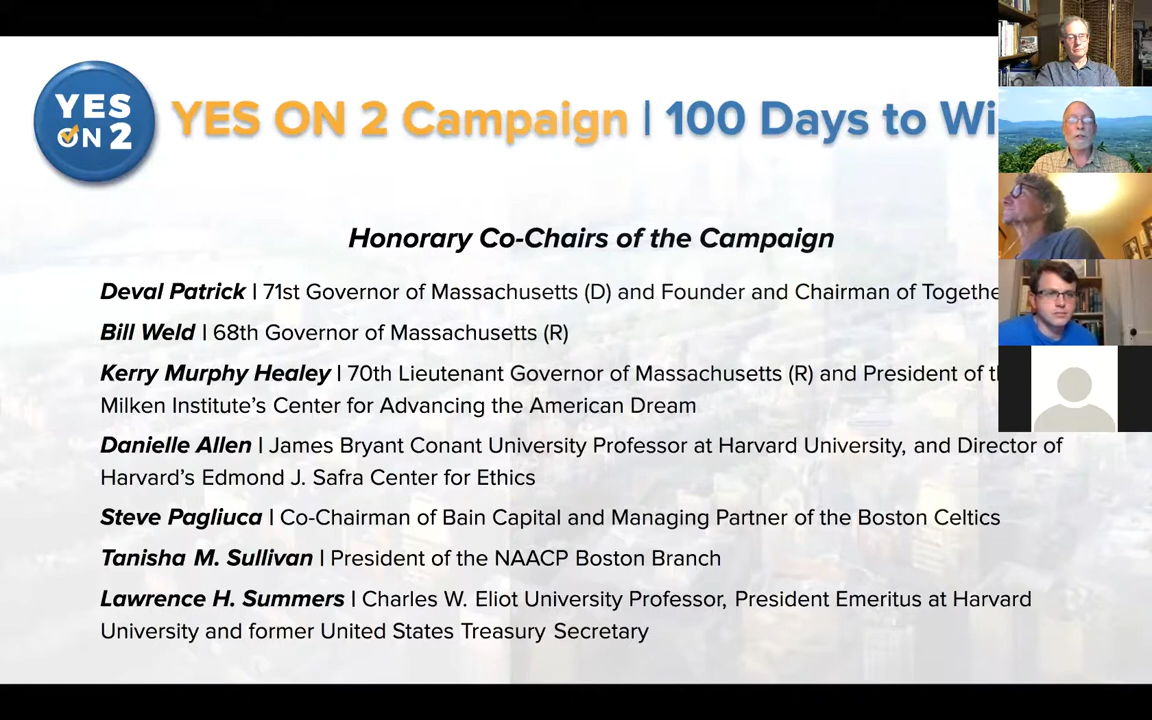 YES
ON 2
YES ON 2 Campaign | 100 Days to Wi
Honorary Co-Chairs of the Campaign
Deval Patrick | 71st Governor of Massachusetts (D) and Founder and Chairman of Togethe
Bill Weld | 68th Governor of Massachusetts (R)
Kerry Murphy Healey | 70th Lieutenant Governor of Massachusetts (R) and President of th
Milken Institute's Center for Advancing the American Dream
Danielle Allen | James Bryant Conant University Professor at Harvard University, and Director of
Harvard's Edmond J. Safra Center for Ethics
Steve Pagliuca | Co-Chairman of Bain Capital and Managing Partner of the Boston Celtics
Tanisha M. Sullivan | President of the NAACP Boston Branch
Lawrence H. Summers | Charles W. Eliot University Professor, President Emeritus at Harvard
University and former United States Treasury Secretary